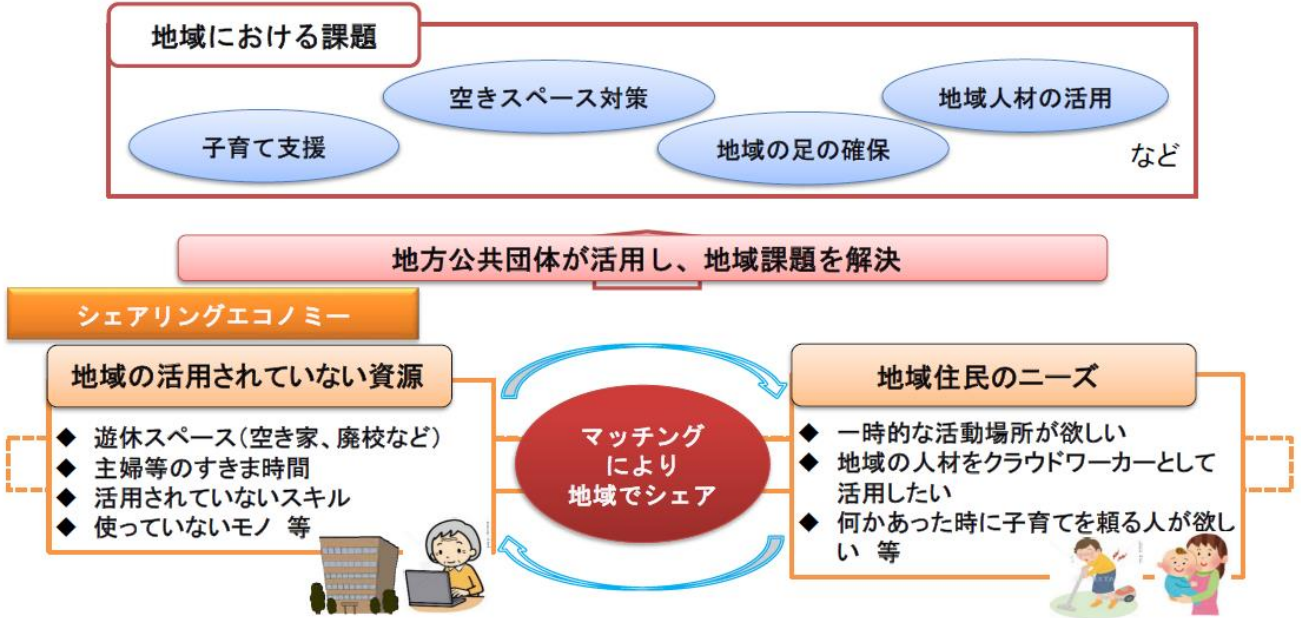 地域における課題
空きスペース対策
地域人材の活用
子育て支援
地域の足の確保
など
地方公共団体が活用し、地域課題を解決
シェアリングエコノミー
地域の活用されていない資源
◆ 遊休スペース(空き家、廃校など)
◆ 主婦等のすきま時間
◆ 活用されていないスキル
◆ 使っていないモノ 等
マッチング
により
地域でシェア
地域住民のニーズ
◆ 一時的な活動場所が欲しい
◆ 地域の人材をクラウドワーカーとして
活用したい
◆ 何かあった時に子育てを頼る人が欲し
い 等